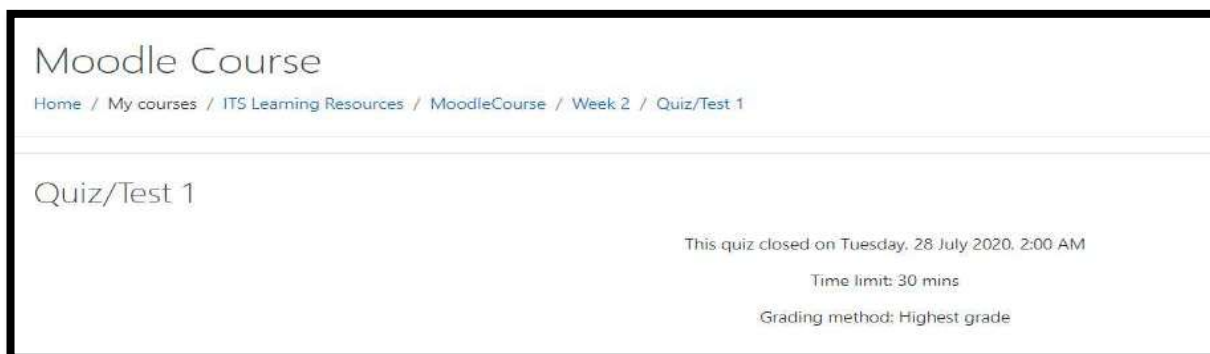 Moodle Course
Home / My courses / ITS Learning Resources / MoodleCourse / Week 2 / Quiz/Test 1
Quiz/Test 1
This quiz closed on Tuesday, 28 July 2020, 2:00 AM
Time limit: 30 mins
Grading method: Highest grade